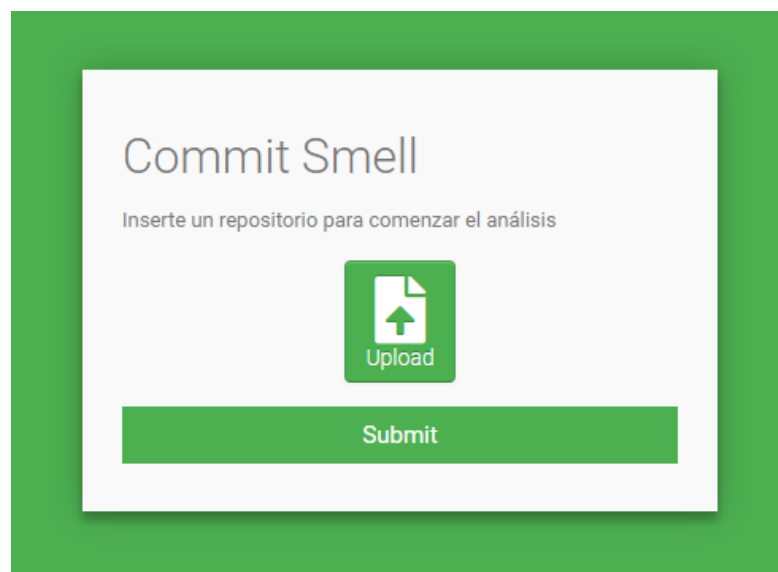 Commit Smell
Inserte un repositorio para comenzar el análisis
Upload
Submit